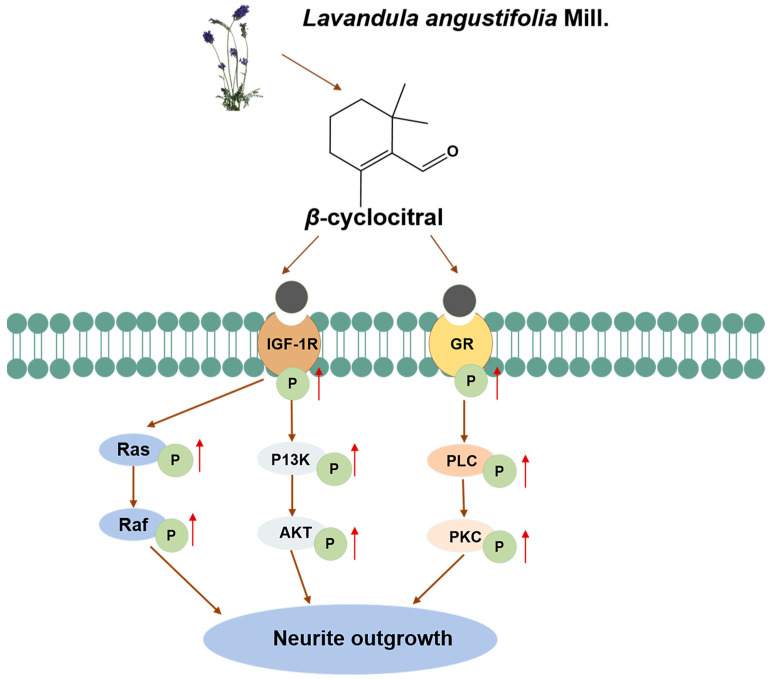 Lavandula angustifolia Mill.
O
β-cyclocitral
IGF-1R
GR
P
P
Ras
P
P13K
P
PLC
P
Raf
P
AKT
P
PKC
P
Neurite outgrowth